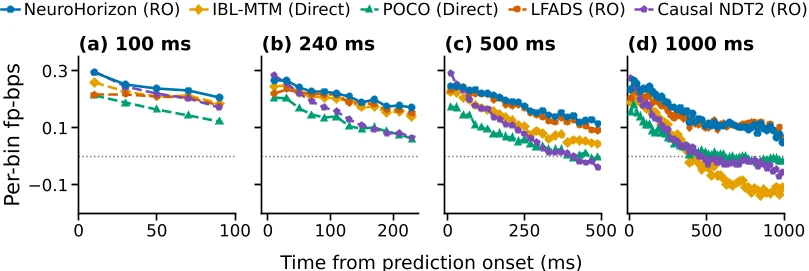 NeuroHorizon (RO) IBL-MTM (Direct) POCO (Direct) LFADS (RO) Causal NDT2 (RO)
(a) 100 ms (b) 240 ms (c) 500 ms (d) 1000 ms
Per-bin fp-bps
0.3
0.1
−0.1
0 50 100 0 100 200 0 250 500 0 500 1000
Time from prediction onset (ms)